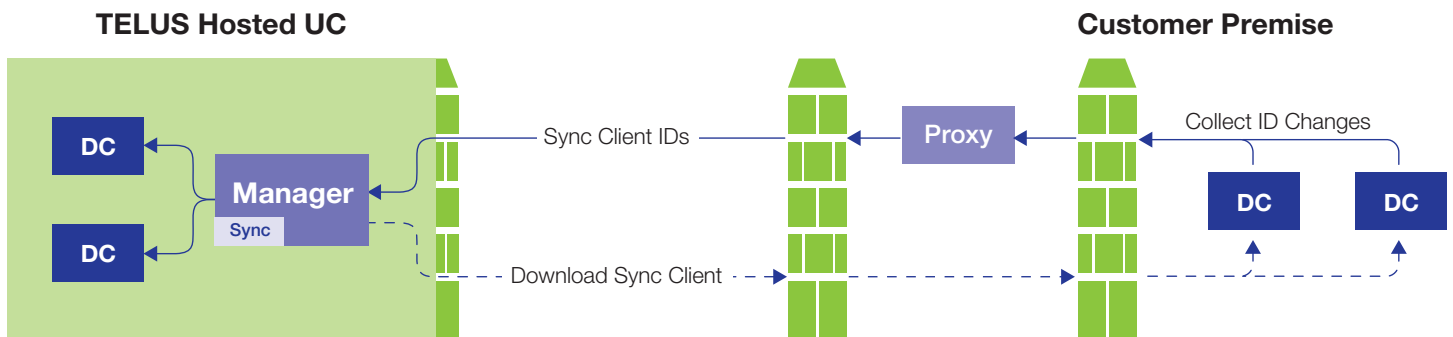 TELUS Hosted UC
Customer Premise
DC
DC
Manager
Sync
Sync Client IDs
Download Sync Client
Proxy
Collect ID Changes
DC
DC